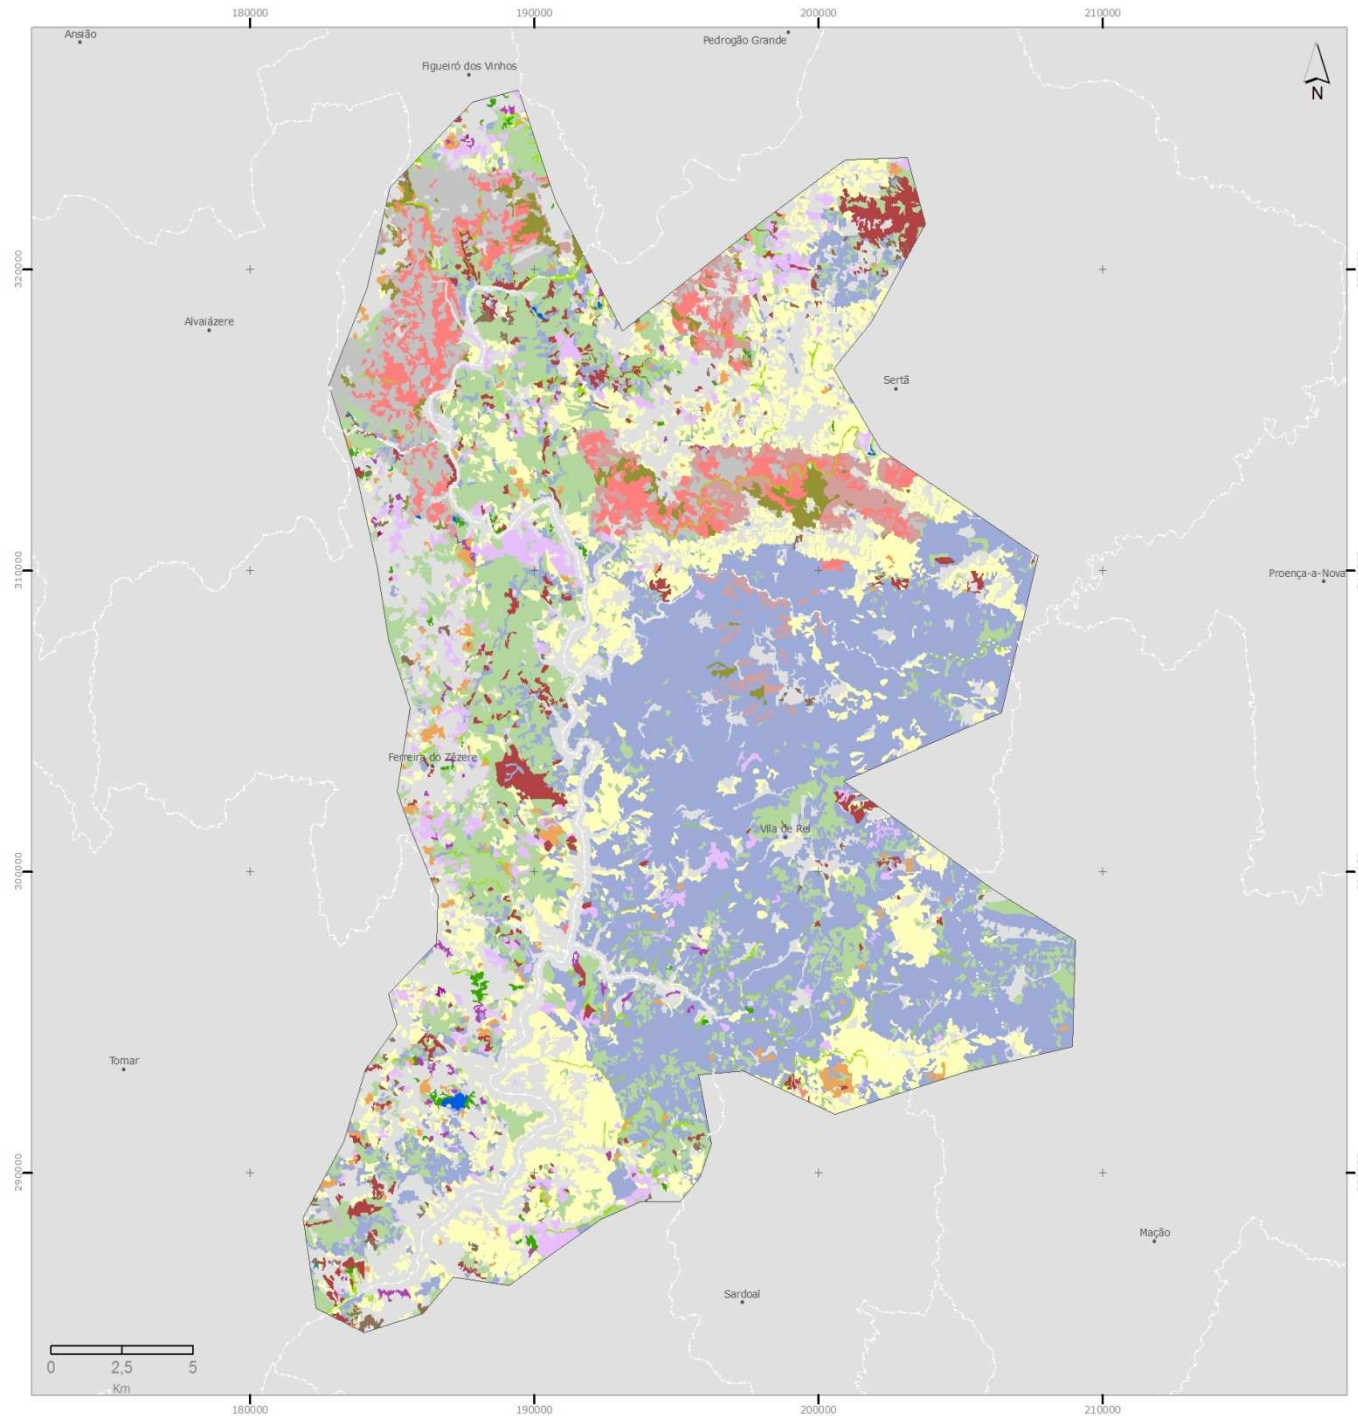 180000 190000 200000 210000
Ansião
Pedrogão Grande
Figueiró dos Vinhos
N
320000
Alvaiázere
Sertã
310000
Proença-a-Nova
Ferreira do Zêzere
Vila de Rei
300000
Tomar
290000
Mação
Sardoal
0 2,5 5
Km
180000 190000 200000 210000